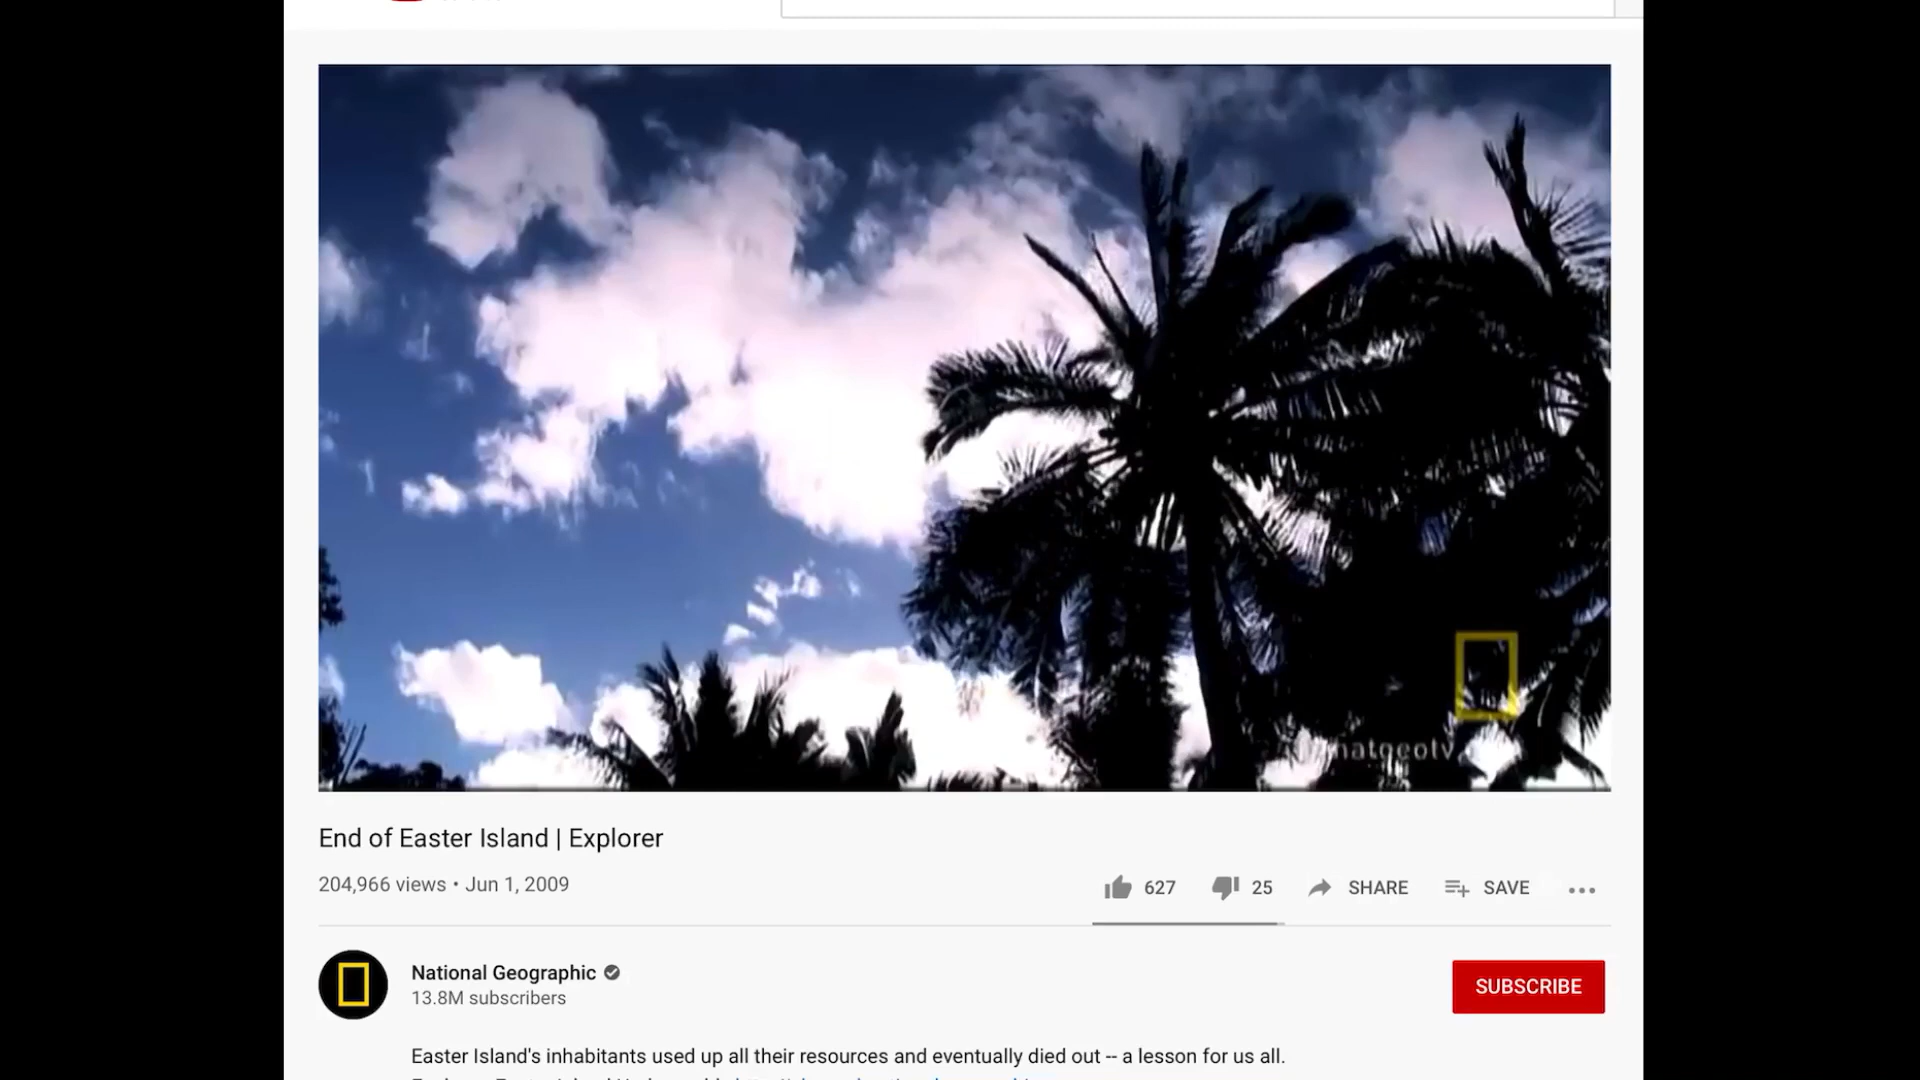 natgeotv
End of Easter Island | Explorer
204,966 views • Jun 1, 2009
627 25 SHARE SAVE
National Geographic
13.8M subscribers
SUBSCRIBE
Easter Island's inhabitants used up all their resources and eventually died out -- a lesson for us all.